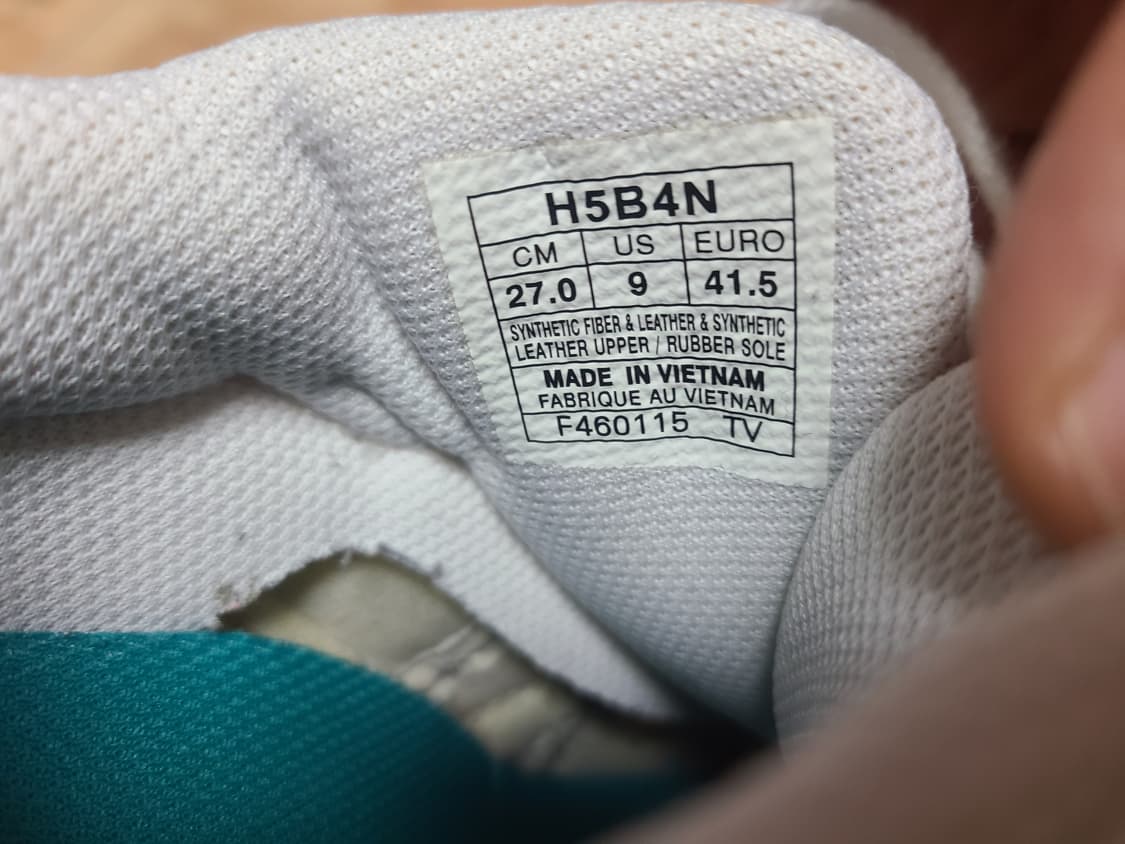 H5B4N
CM US EURO
27.0 9 41.5
SYNTHETIC FIBER & LEATHER & SYNTHETIC
LEATHER UPPER / RUBBER SOLE
MADE IN VIETNAM
FABRIQUE AU VIETNAM
F460115 TV